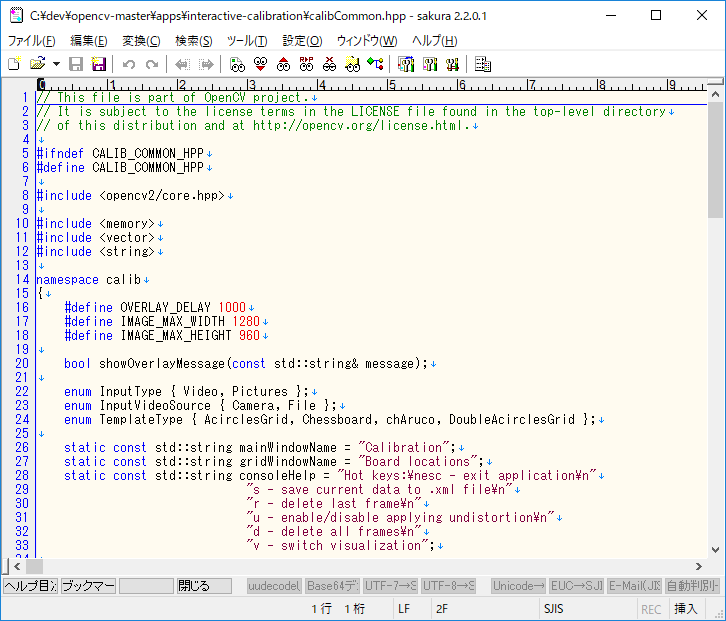 C:¥dev¥opencv-master¥apps¥interactive-calibration¥calibCommon.hpp - sakura 2.2.0.1
ファイル(F) 編集(E) 変換(C) 検索(S) ツール(T) 設定(O) ウィンドウ(W) ヘルプ(H)
0 1 2 3 4 5 6 7 8 9
1 // This file is part of OpenCV project.↓
2 // It is subject to the license terms in the LICENSE file found in the top-level directory↓
3 // of this distribution and at http://opencv.org/license.html.↓
4 ↓
5 #ifndef CALIB_COMMON_HPP↓
6 #define CALIB_COMMON_HPP↓
7 ↓
8 #include <opencv2/core.hpp>↓
9 ↓
10 #include <memory>↓
11 #include <vector>↓
12 #include <string>↓
13 ↓
14 namespace calib↓
15 {↓
16 #define OVERLAY_DELAY 1000↓
17 #define IMAGE_MAX_WIDTH 1280↓
18 #define IMAGE_MAX_HEIGHT 960↓
19 ↓
20 bool showOverlayMessage(const std::string& message);↓
21 ↓
22 enum InputType { Video, Pictures };↓
23 enum InputVideoSource { Camera, File };↓
24 enum TemplateType { AcirclesGrid, Chessboard, chAruco, DoubleAcirclesGrid };↓
25 ↓
26 static const std::string mainWindowName = "Calibration";↓
27 static const std::string gridWindowName = "Board locations";↓
28 static const std::string consoleHelp = "Hot keys:¥nesc - exit application¥n"↓
29 "s - save current data to .xml file¥n"↓
30 "r - delete last frame¥n"↓
31 "u - enable/disable applying undistortion¥n"↓
32 "d - delete all frames¥n"↓
33 "v - switch visualization";↓
ヘルプ目 ブックマー 閉じる uudecodel Base64デ UTF-7→S UTF-8→S Unicode→ EUC→SJI E-Mail(JIS 自動判別-
1 行 1 桁 LF 2F SJIS REC 挿入